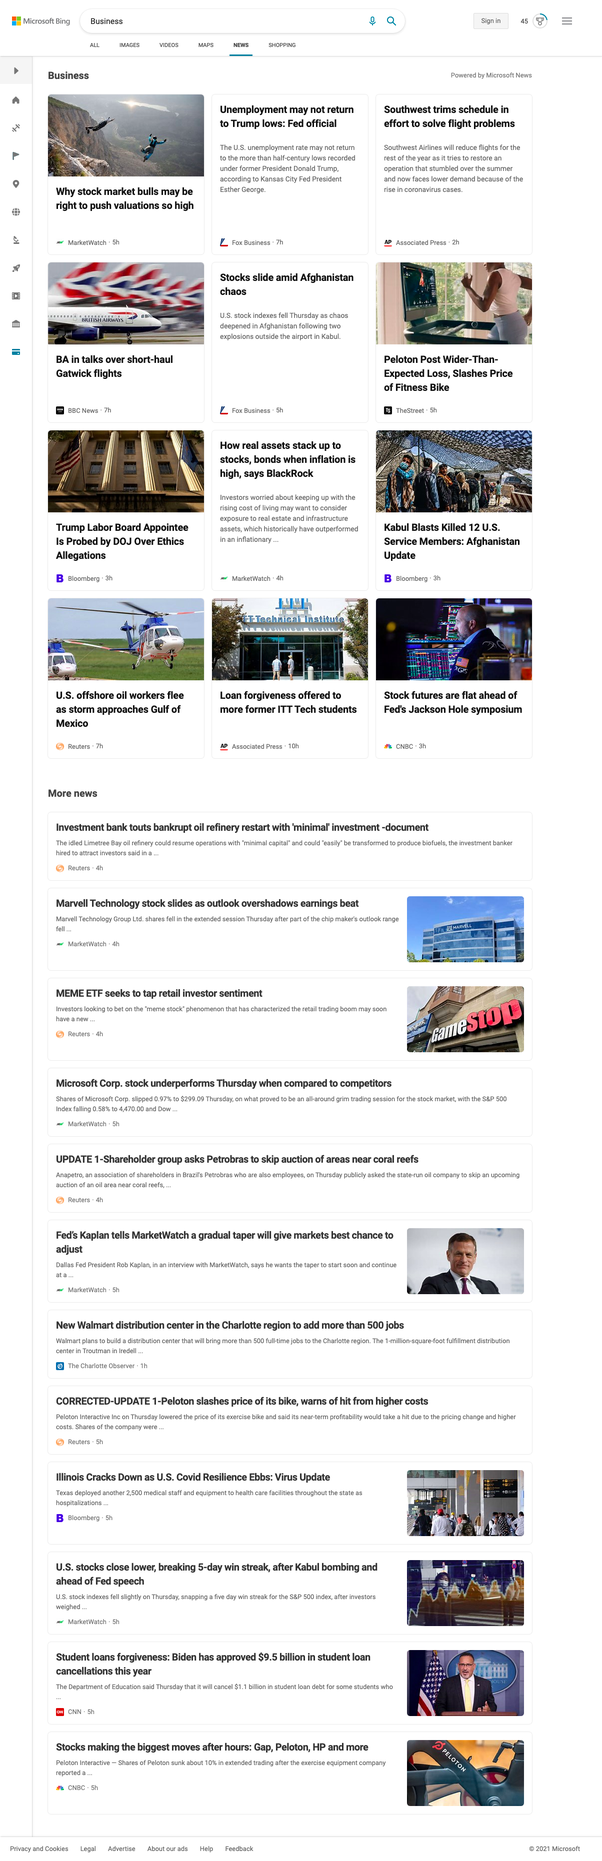 Microsoft Bing
Business
Sign in
45
ALL
IMAGES
VIDEOS
MAPS
NEWS
SHOPPING
Business
Powered by Microsoft News
Why stock market bulls may be
right to push valuations so high
MarketWatch · 5h
Unemployment may not return
to Trump lows: Fed official
The U.S. unemployment rate may not return
to the more than half-century lows recorded
under former President Donald Trump,
according to Kansas City Fed President
Esther George.
Fox Business · 7h
Southwest trims schedule in
effort to solve flight problems
Southwest Airlines will reduce flights for the
rest of the year as it tries to restore an
operation that stumbled over the summer
and now faces lower demand because of the
rise in coronavirus cases.
AP
Associated Press · 2h
BRITISH AIRWAYS
BA in talks over short-haul
Gatwick flights
BBC News · 7h
Stocks slide amid Afghanistan
chaos
U.S. stock indexes fell Thursday as chaos
deepened in Afghanistan following two
explosions outside the airport in Kabul.
Fox Business · 5h
Peloton Post Wider-Than-
Expected Loss, Slashes Price
of Fitness Bike
TheStreet · 5h
Trump Labor Board Appointee
Is Probed by DOJ Over Ethics
Allegations
B
Bloomberg · 3h
How real assets stack up to
stocks, bonds when inflation is
high, says BlackRock
Investors worried about keeping up with the
rising cost of living may want to consider
exposure to real estate and infrastructure
assets, which historically have outperformed
in an inflationary ...
MarketWatch · 4h
Kabul Blasts Killed 12 U.S.
Service Members: Afghanistan
Update
B
Bloomberg · 3h
U.S. offshore oil workers flee
as storm approaches Gulf of
Mexico
Reuters · 7h
ITT Technical Institute
Loan forgiveness offered to
more former ITT Tech students
AP
Associated Press · 10h
Stock futures are flat ahead of
Fed's Jackson Hole symposium
CNBC · 3h
More news
Investment bank touts bankrupt oil refinery restart with 'minimal' investment -document
The idled Limetree Bay oil refinery could resume operations with "minimal capital" and could "easily" be transformed to produce biofuels, the investment banker
hired to attract investors said in a ...
Reuters · 4h
Marvell Technology stock slides as outlook overshadows earnings beat
Marvell Technology Group Ltd. shares fell in the extended session Thursday after part of the chip maker's outlook range
fell ...
MarketWatch · 4h
MARVELL
MEME ETF seeks to tap retail investor sentiment
Investors looking to bet on the "meme stock" phenomenon that has characterized the retail trading boom may soon
have a new ...
Reuters · 4h
GameStop
Microsoft Corp. stock underperforms Thursday when compared to competitors
Shares of Microsoft Corp. slipped 0.97% to $299.09 Thursday, on what proved to be an all-around grim trading session for the stock market, with the S&P 500
Index falling 0.58% to 4,470.00 and Dow ...
MarketWatch · 5h
UPDATE 1-Shareholder group asks Petrobras to skip auction of areas near coral reefs
Anapetro, an association of shareholders in Brazil's Petrobras who are also employees, on Thursday publicly asked the state-run oil company to skip an upcoming
auction of an oil area near coral reefs, ...
Reuters · 4h
Fed's Kaplan tells MarketWatch a gradual taper will give markets best chance to
adjust
Dallas Fed President Rob Kaplan, in an interview with MarketWatch, says he wants the taper to start soon and continue
at a ...
MarketWatch · 5h
New Walmart distribution center in the Charlotte region to add more than 500 jobs
Walmart plans to build a distribution center that will bring more than 500 full-time jobs to the Charlotte region. The 1-million-square-foot fulfillment distribution
center in Troutman in Iredell ...
The Charlotte Observer · 1h
CORRECTED-UPDATE 1-Peloton slashes price of its bike, warns of hit from higher costs
Peloton Interactive Inc on Thursday lowered the price of its exercise bike and said its near-term profitability would take a hit due to the pricing change and higher
costs. Shares of the company were ...
Reuters · 5h
Illinois Cracks Down as U.S. Covid Resilience Ebbs: Virus Update
Texas deployed another 2,500 medical staff and equipment to health care facilities throughout the state as
hospitalizations ...
B
Bloomberg · 5h
U.S. stocks close lower, breaking 5-day win streak, after Kabul bombing and
ahead of Fed speech
U.S. stock indexes fell slightly on Thursday, snapping a five day win streak for the S&P 500 index, after investors
weighed ...
MarketWatch · 5h
Student loans forgiveness: Biden has approved $9.5 billion in student loan
cancellations this year
The Department of Education said Thursday that it will cancel $1.1 billion in student loan debt for some students who
...
CNN · 5h
Stocks making the biggest moves after hours: Gap, Peloton, HP and more
Peloton Interactive — Shares of Peloton sunk about 10% in extended trading after the exercise equipment company
reported a ...
CNBC · 5h
PELOTON
Privacy and Cookies
Legal
Advertise
About our ads
Help
Feedback
© 2021 Microsoft